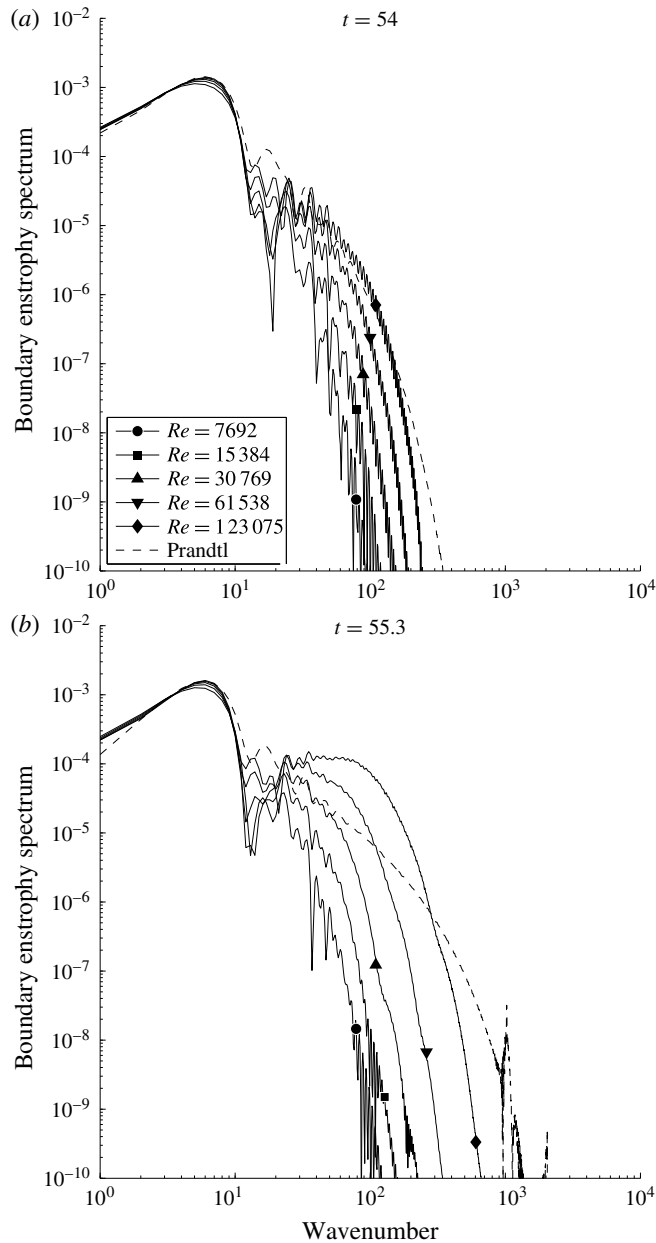 (a)
t = 54
10^-2
10^-3
10^-4
10^-5
10^-6
10^-7
10^-8
10^-9
10^-10
Boundary enstrophy spectrum
Re = 7692
Re = 15 384
Re = 30 769
Re = 61 538
Re = 1 23 075
Prandtl
10^0 10^1 10^2 10^3 10^4
(b)
t = 55.3
10^-2
10^-3
10^-4
10^-5
10^-6
10^-7
10^-8
10^-9
10^-10
Boundary enstrophy spectrum
10^0 10^1 10^2 10^3 10^4
Wavenumber